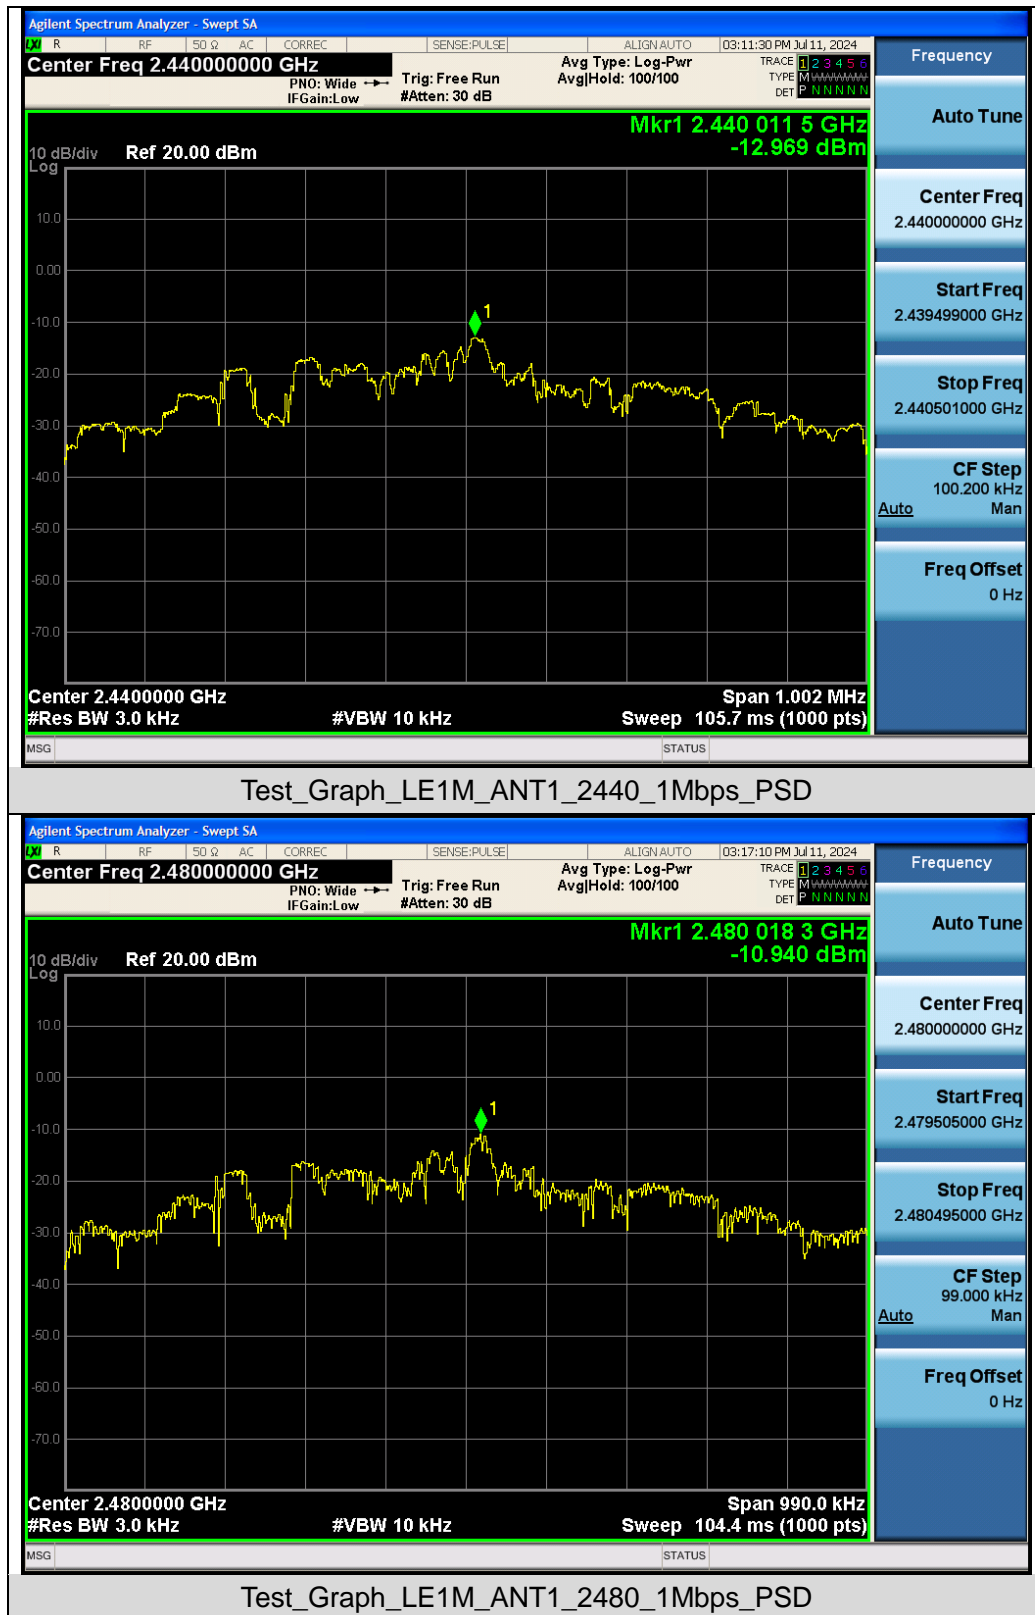 Agilent Spectrum Analyzer - Swept SA
LXI R RF 50 Ω AC CORREC SENSE:PULSE ALIGN AUTO 03:11:30 PM Jul 11, 2024
Center Freq 2.440000000 GHz
PNO: Wide
IFGain:Low
Trig: Free Run
#Atten: 30 dB
Avg Type: Log-Pwr
Avg|Hold: 100/100
TRACE 1 2 3 4 5 6
TYPE M
DET P N N N N N
Mkr1 2.440 011 5 GHz
-12.969 dBm
10 dB/div Ref 20.00 dBm
Log
10.0
0.00
-10.0
-20.0
-30.0
-40.0
-50.0
-60.0
-70.0
1
Center 2.4400000 GHz Span 1.002 MHz
#Res BW 3.0 kHz #VBW 10 kHz Sweep 105.7 ms (1000 pts)
MSG STATUS
Frequency
Auto Tune
Center Freq
2.440000000 GHz
Start Freq
2.439499000 GHz
Stop Freq
2.440501000 GHz
CF Step
100.200 kHz
Auto Man
Freq Offset
0 Hz
Test_Graph_LE1M_ANT1_2440_1Mbps_PSD
Agilent Spectrum Analyzer - Swept SA
LXI R RF 50 Ω AC CORREC SENSE:PULSE ALIGN AUTO 03:17:10 PM Jul 11, 2024
Center Freq 2.480000000 GHz
PNO: Wide
IFGain:Low
Trig: Free Run
#Atten: 30 dB
Avg Type: Log-Pwr
Avg|Hold: 100/100
TRACE 1 2 3 4 5 6
TYPE M
DET P N N N N N
Mkr1 2.480 018 3 GHz
-10.940 dBm
10 dB/div Ref 20.00 dBm
Log
10.0
0.00
-10.0
-20.0
-30.0
-40.0
-50.0
-60.0
-70.0
1
Center 2.4800000 GHz Span 990.0 kHz
#Res BW 3.0 kHz #VBW 10 kHz Sweep 104.4 ms (1000 pts)
MSG STATUS
Frequency
Auto Tune
Center Freq
2.480000000 GHz
Start Freq
2.479505000 GHz
Stop Freq
2.480495000 GHz
CF Step
99.000 kHz
Auto Man
Freq Offset
0 Hz
Test_Graph_LE1M_ANT1_2480_1Mbps_PSD